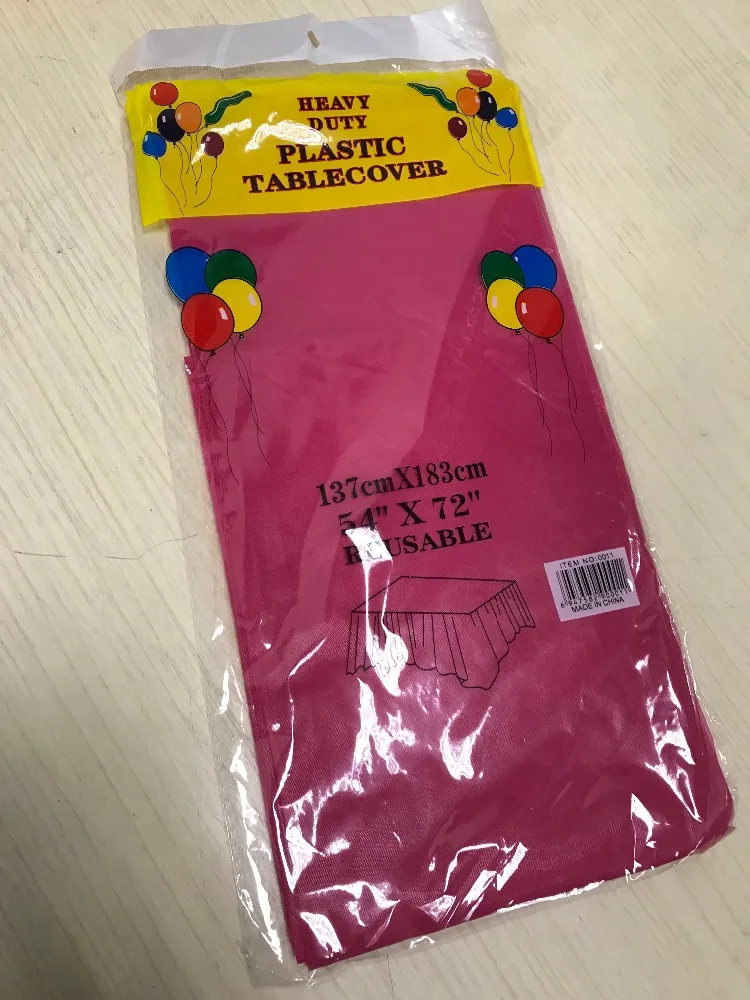 HEAVY
DUTY
PLASTIC
TABLECOVER
137cmX183cm
54" X 72"
REUSABLE
ITEM NO:0011
MADE IN CHINA